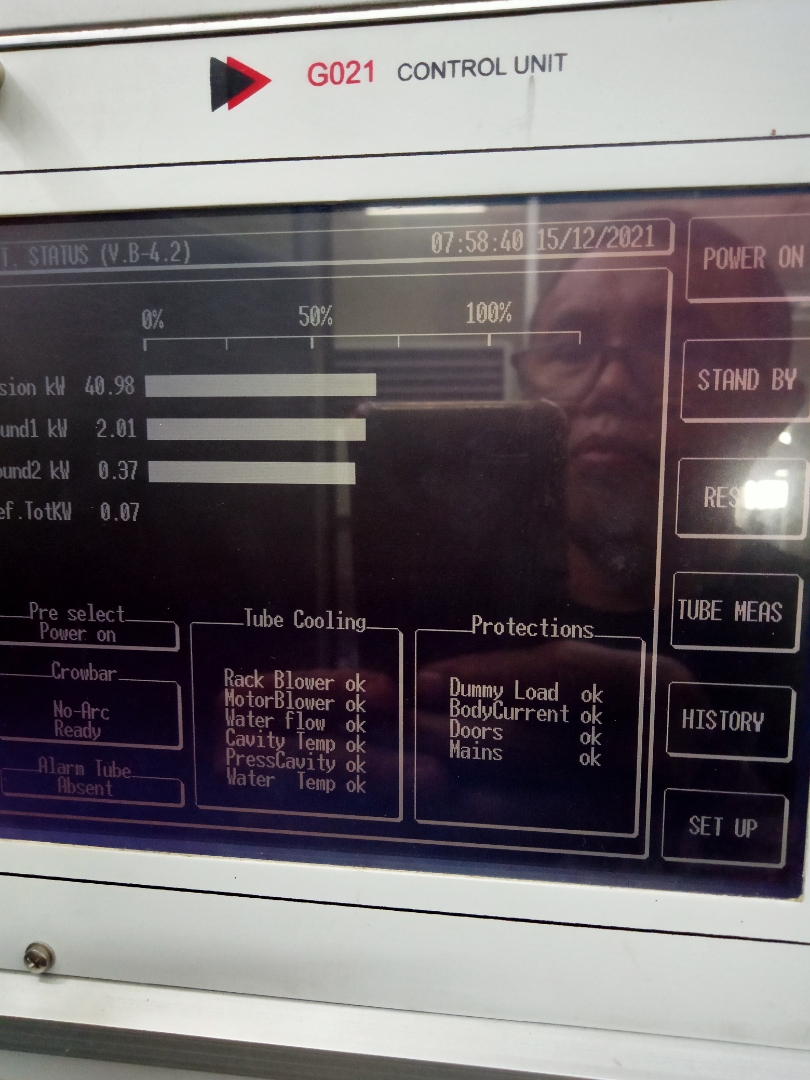 G021 CONTROL UNIT
T. STATUS (V.B-4.2) 07:58:40 15/12/2021
POWER ON
0% 50% 100%
sion kW 40.98
STAND BY
und1 kW 2.01
ound2 kW 0.37
ef.TotKW 0.07
TUBE MEAS
Pre select
Power on
Crowbar
No-Arc
Ready
Alarm Tube
Absent
Tube Cooling
Rack Blower ok
MotorBlower ok
Water flow ok
Cavity Temp ok
PressCavity ok
Water Temp ok
Protections
Dummy Load ok
BodyCurrent ok
Doors ok
Mains ok
HISTORY
SET UP